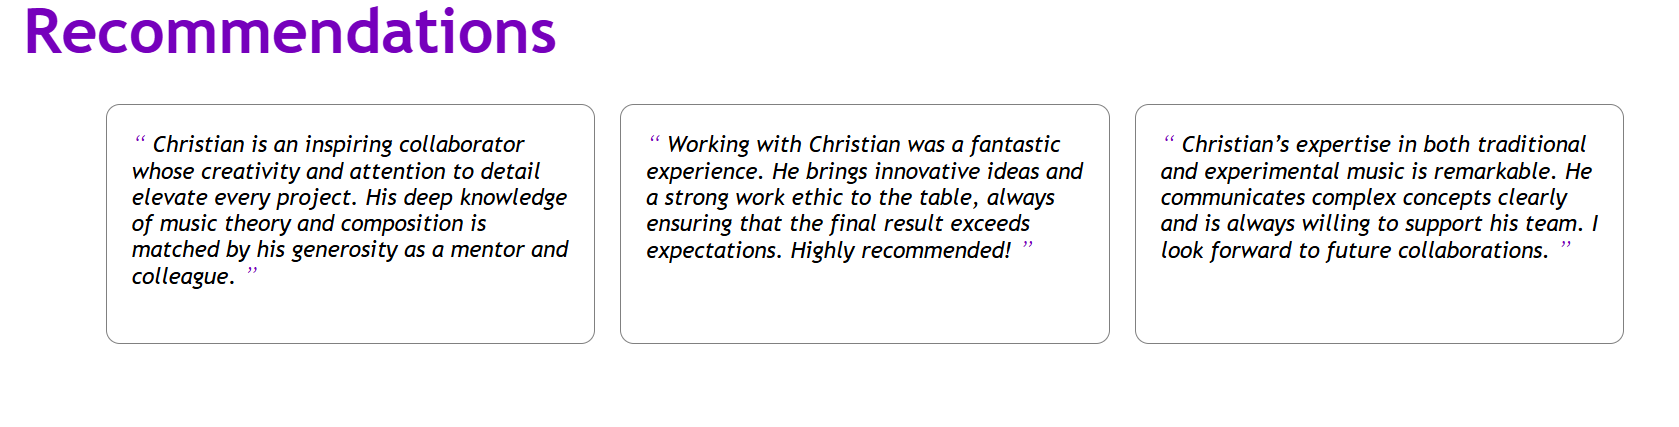 Recommendations
“ Christian is an inspiring collaborator
whose creativity and attention to detail
elevate every project. His deep knowledge
of music theory and composition is
matched by his generosity as a mentor and
colleague. ”
“ Working with Christian was a fantastic
experience. He brings innovative ideas and
a strong work ethic to the table, always
ensuring that the final result exceeds
expectations. Highly recommended! ”
“ Christian’s expertise in both traditional
and experimental music is remarkable. He
communicates complex concepts clearly
and is always willing to support his team. I
look forward to future collaborations. ”